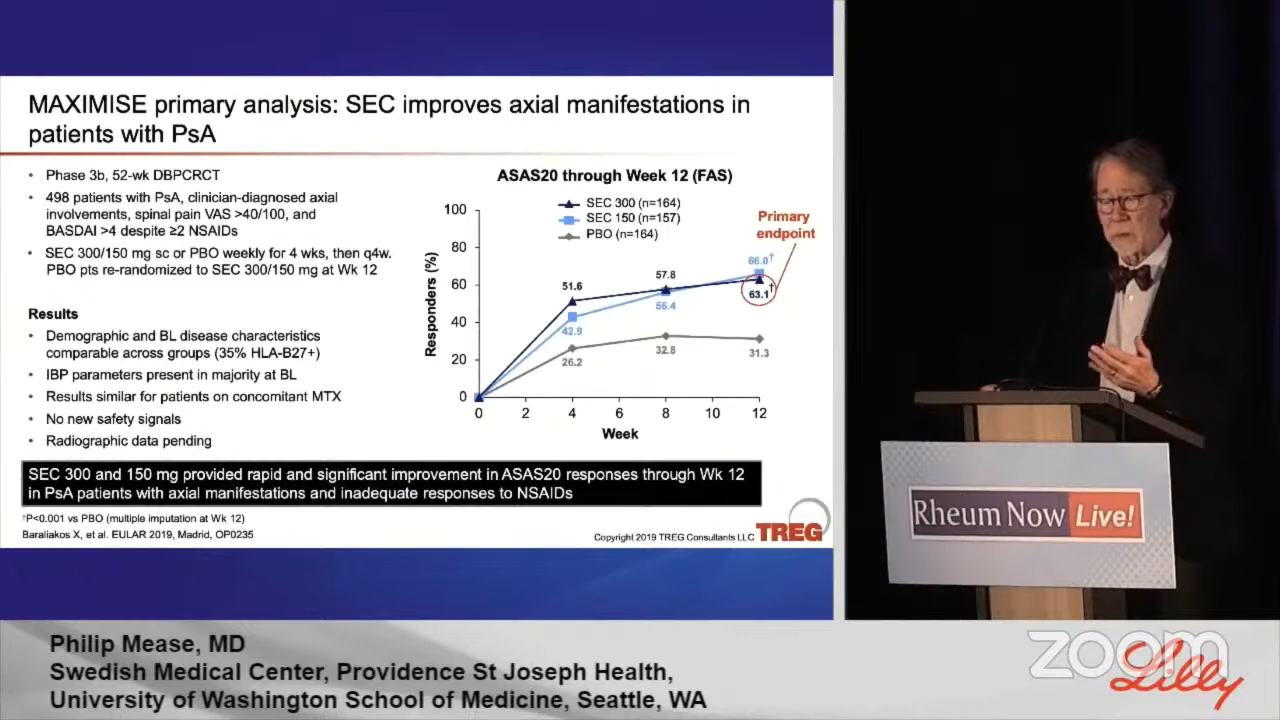 MAXIMISE primary analysis: SEC improves axial manifestations in
patients with PsA
• Phase 3b, 52-wk DBPCRCT
• 498 patients with PsA, clinician-diagnosed axial
involvements, spinal pain VAS >40/100, and
BASDAI >4 despite ≥2 NSAIDs
• SEC 300/150 mg sc or PBO weekly for 4 wks, then q4w.
PBO pts re-randomized to SEC 300/150 mg at Wk 12
Results
• Demographic and BL disease characteristics
comparable across groups (35% HLA-B27+)
• IBP parameters present in majority at BL
• Results similar for patients on concomitant MTX
• No new safety signals
• Radiographic data pending
ASAS20 through Week 12 (FAS)
SEC 300 (n=164)
SEC 150 (n=157)
PBO (n=164)
Primary
endpoint
Responders (%)
100
80
60
40
20
0
51.6
57.8
63.1†
42.9
56.4
66.0†
26.2
32.8
31.3
0 2 4 6 8 10 12
Week
SEC 300 and 150 mg provided rapid and significant improvement in ASAS20 responses through Wk 12
in PsA patients with axial manifestations and inadequate responses to NSAIDs
†P<0.001 vs PBO (multiple imputation at Wk 12)
Baraliakos X, et al. EULAR 2019, Madrid, OP0235
Copyright 2019 TREG Consultants LLC
TREG
Rheum Now Live!
Philip Mease, MD
Swedish Medical Center, Providence St Joseph Health,
University of Washington School of Medicine, Seattle, WA
zoom
Lilly